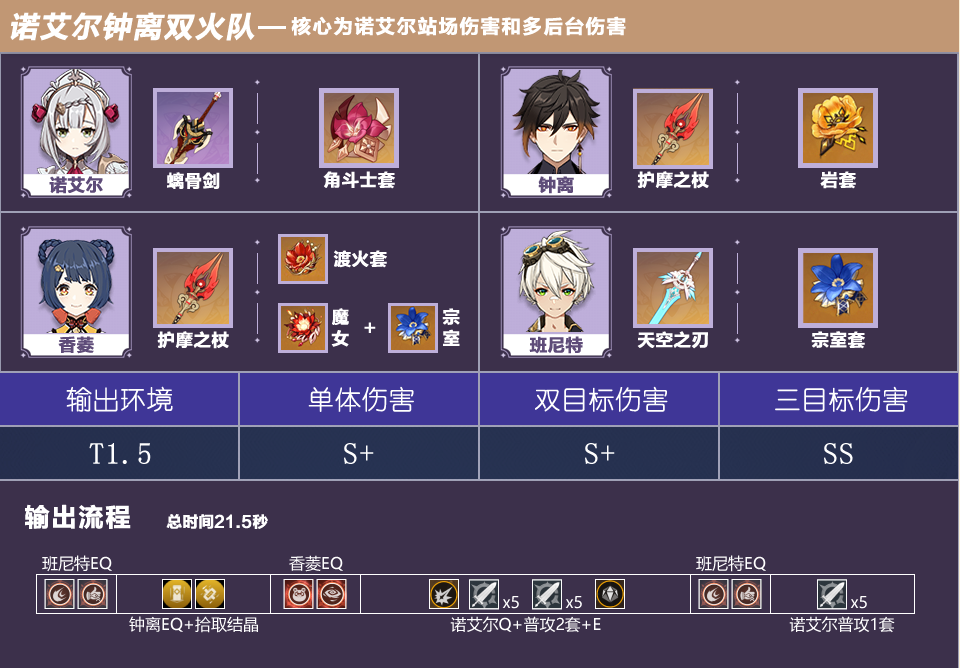 诺艾尔钟离双火队—核心为诺艾尔站场伤害和多后台伤害
诺艾尔
螭骨剑
角斗士套
钟离
护摩之杖
岩套
香菱
护摩之杖
渡火套
魔女
+
宗室
班尼特
天空之刃
宗室套
输出环境 单体伤害 双目标伤害 三目标伤害
T1.5 S+ S+ SS
输出流程 总时间21.5秒
班尼特EQ 香菱EQ 班尼特EQ
x5 x5 x5
钟离EQ+拾取结晶 诺艾尔Q+普攻2套+E 诺艾尔普攻1套